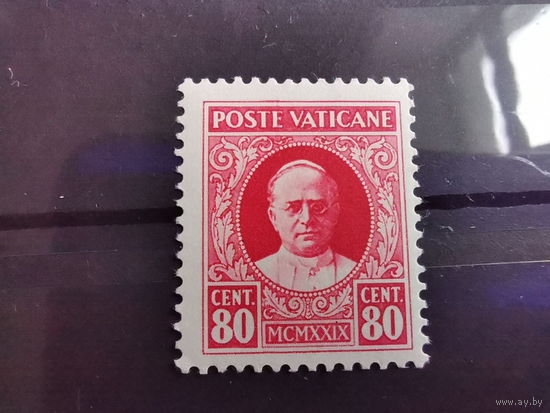 POSTE VATICANE
CENT. 80
CENT. 80
MCMXXIX
www.ay.by